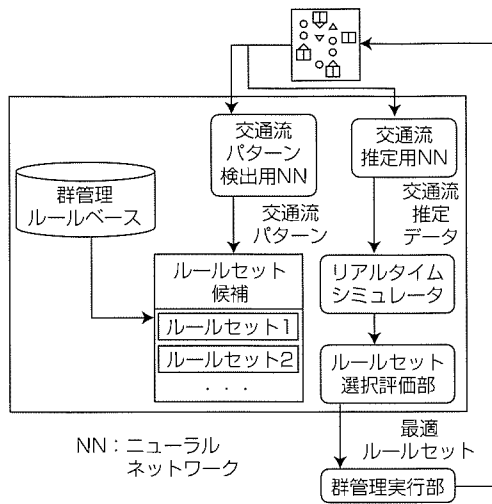 交通流
パターン
検出用NN
交通流
推定用NN
群管理
ルールベース
交通流
パターン
交通流
推定
データ
ルールセット
候補
ルールセット1
ルールセット2
・・・
リアルタイム
シミュレータ
ルールセット
選択評価部
NN：ニューラル
ネットワーク
最適
ルールセット
群管理実行部